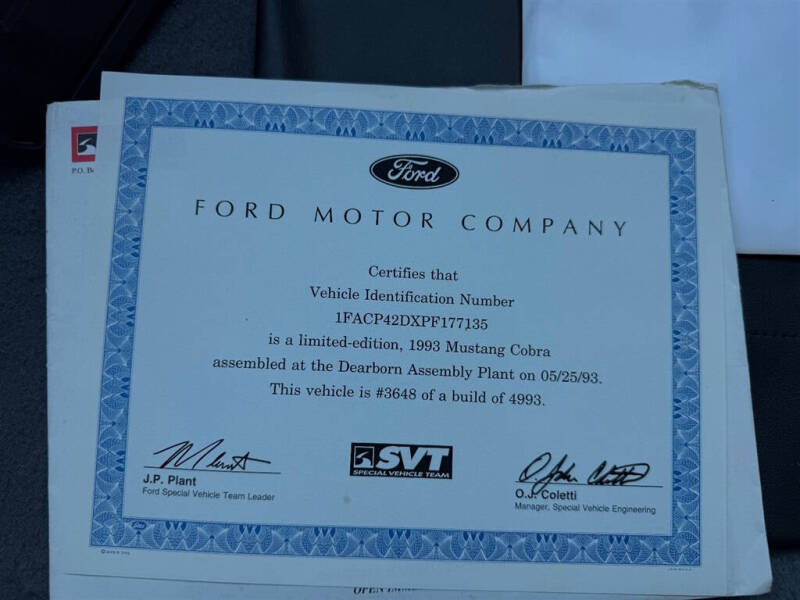 P.O. B
Ford
FORD MOTOR COMPANY
Certifies that
Vehicle Identification Number
1FACP42DXPF177135
is a limited-edition, 1993 Mustang Cobra
assembled at the Dearborn Assembly Plant on 05/25/93.
This vehicle is #3648 of a build of 4993.
J.P. Plant
Ford Special Vehicle Team Leader
SVT
SPECIAL VEHICLE TEAM
O.J. Coletti
Manager, Special Vehicle Engineering
Ford
OPEN